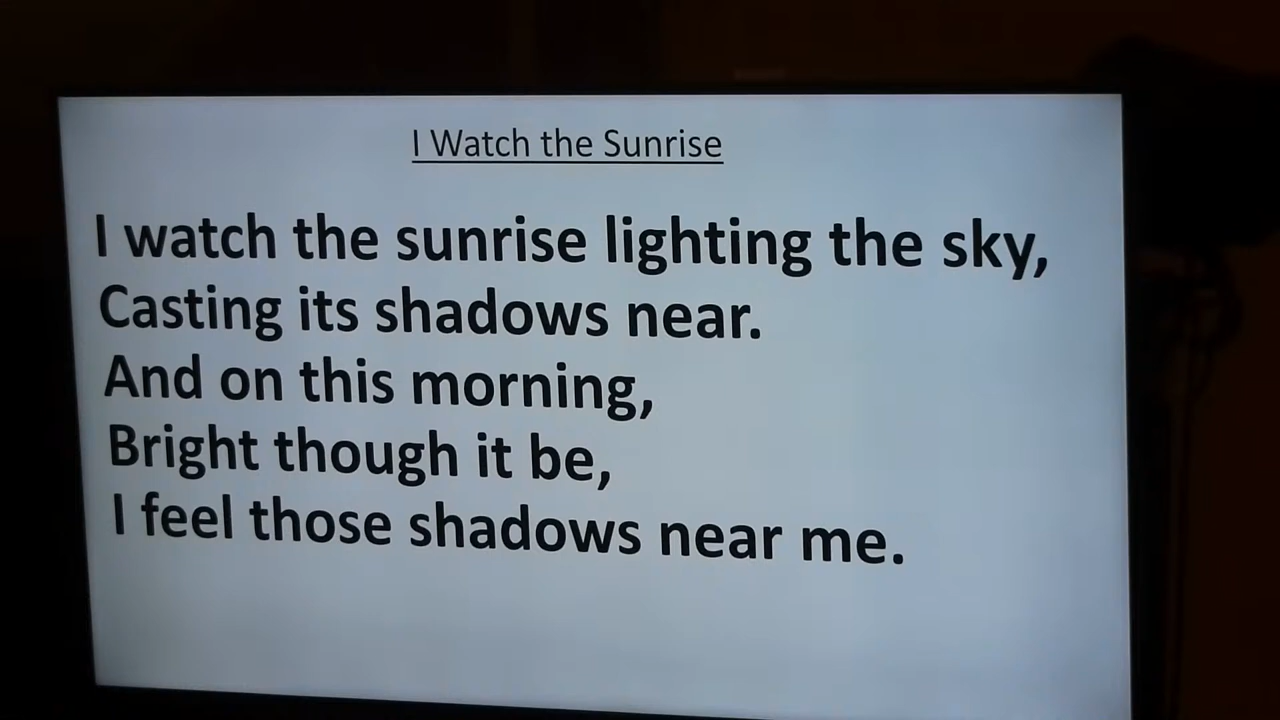 I Watch the Sunrise
I watch the sunrise lighting the sky,
Casting its shadows near.
And on this morning,
Bright though it be,
I feel those shadows near me.